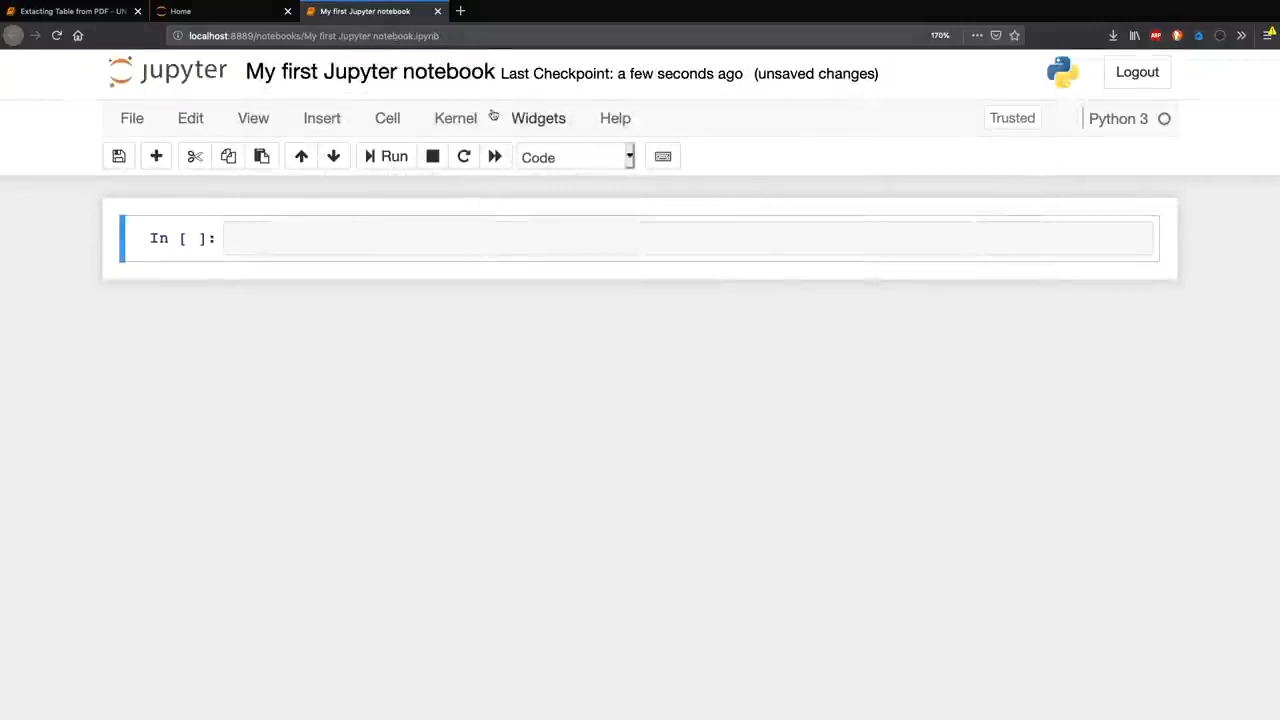 Extacting Table from PDF - UN
Home
My first Jupyter notebook
localhost:8889/notebooks/My first Jupyter notebook.ipynb
170%
ABP
jupyter My first Jupyter notebook Last Checkpoint: a few seconds ago (unsaved changes)
Logout
File Edit View Insert Cell Kernel Widgets Help
Trusted
Python 3
Run
Code
In [ ]: